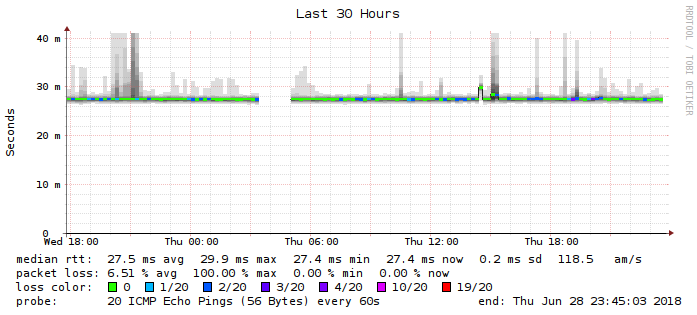 Last 30 Hours
RRDTOOL / TOBI OETIKER
Seconds
40 m
30 m
20 m
10 m
0
Wed 18:00 Thu 00:00 Thu 06:00 Thu 12:00 Thu 18:00
median rtt: 27.5 ms avg 29.9 ms max 27.4 ms min 27.4 ms now 0.2 ms sd 118.5 am/s
packet loss: 6.51 % avg 100.00 % max 0.00 % min 0.00 % now
loss color: 0 1/20 2/20 3/20 4/20 10/20 19/20
probe: 20 ICMP Echo Pings (56 Bytes) every 60s end: Thu Jun 28 23:45:03 2018